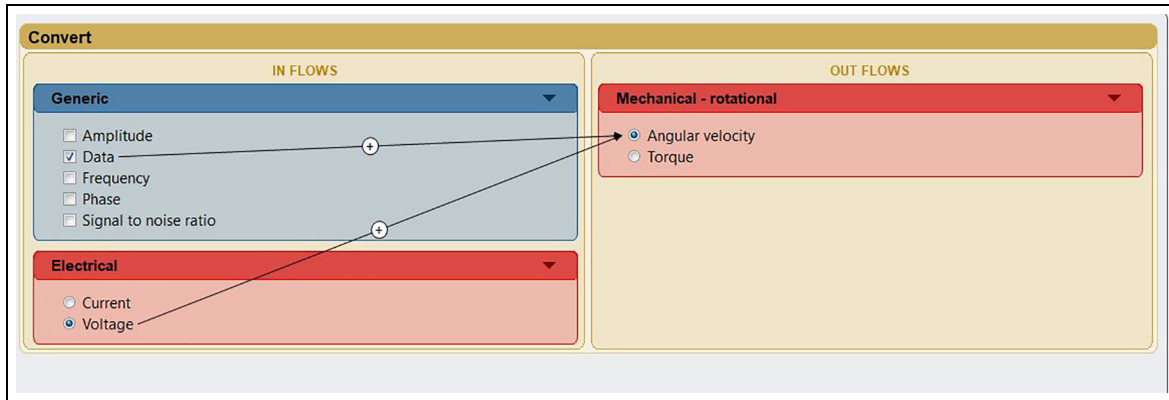 Convert
IN FLOWS
Generic
Amplitude
Data
Frequency
Phase
Signal to noise ratio
Electrical
Current
Voltage
OUT FLOWS
Mechanical - rotational
Angular velocity
Torque
+
+